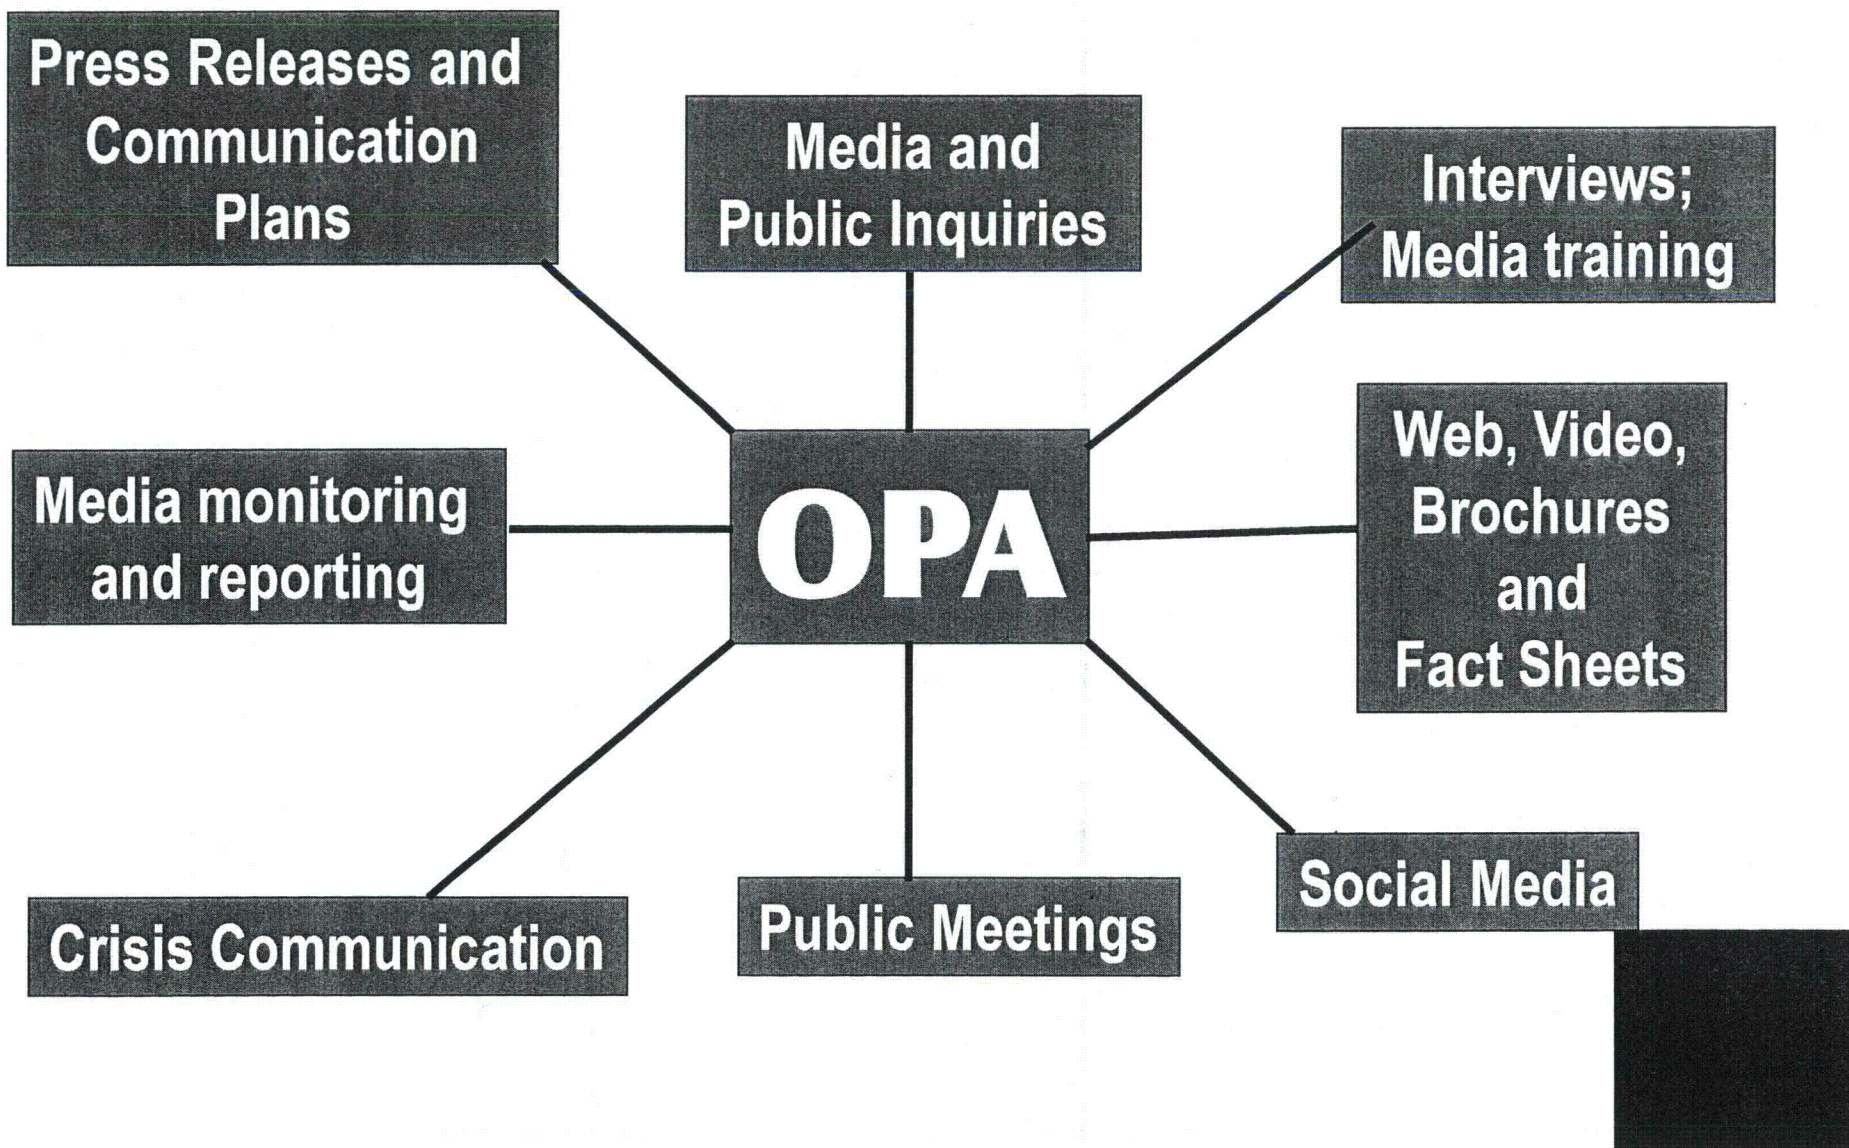 Press Releases and
Communication
Plans
Media and
Public Inquiries
Interviews;
Media training
Media monitoring
and reporting
OPA
Web, Video,
Brochures
and
Fact Sheets
Crisis Communication
Public Meetings
Social Media